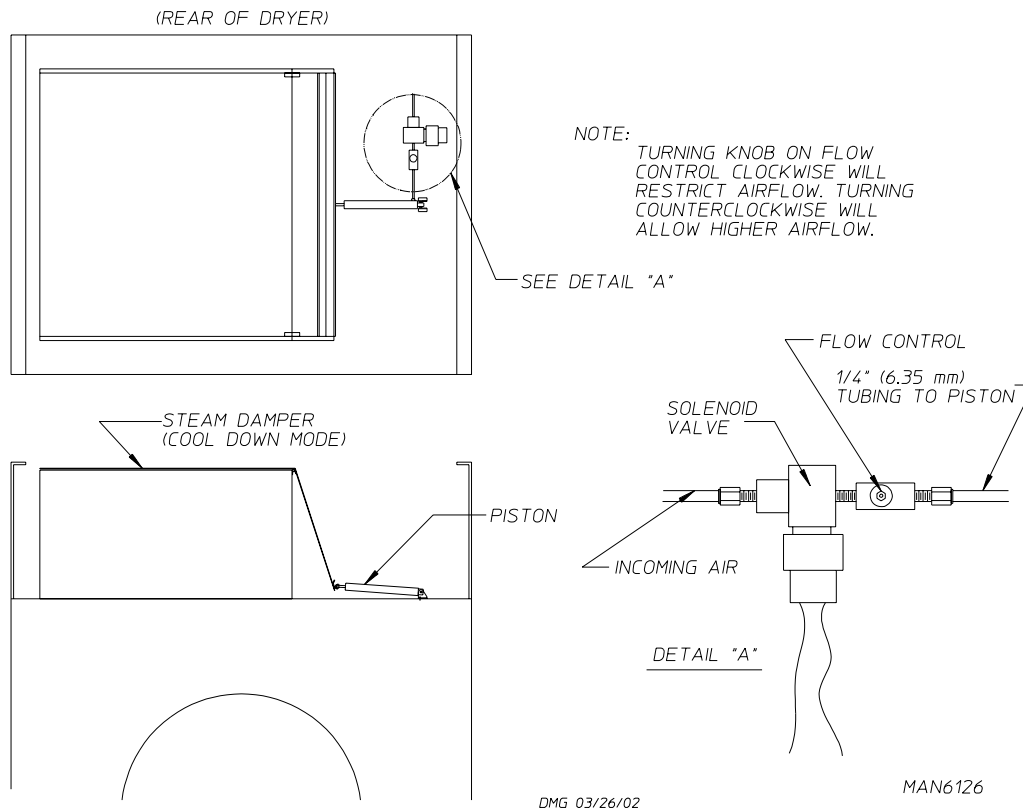 (REAR OF DRYER)
NOTE:
TURNING KNOB ON FLOW
CONTROL CLOCKWISE WILL
RESTRICT AIRFLOW. TURNING
COUNTERCLOCKWISE WILL
ALLOW HIGHER AIRFLOW.
SEE DETAIL "A"
FLOW CONTROL
1/4" (6.35 mm)
TUBING TO PISTON
SOLENOID
VALVE
STEAM DAMPER
(COOL DOWN MODE)
PISTON
INCOMING AIR
DETAIL "A"
MAN6126
DMG 03/26/02